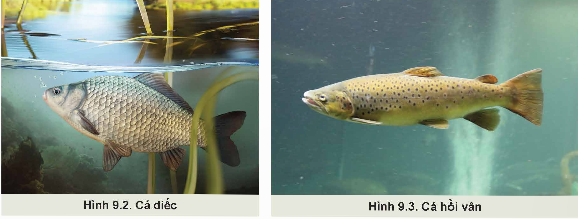 Hình 9.2. Cá diếc
Hình 9.3. Cá hồi vân